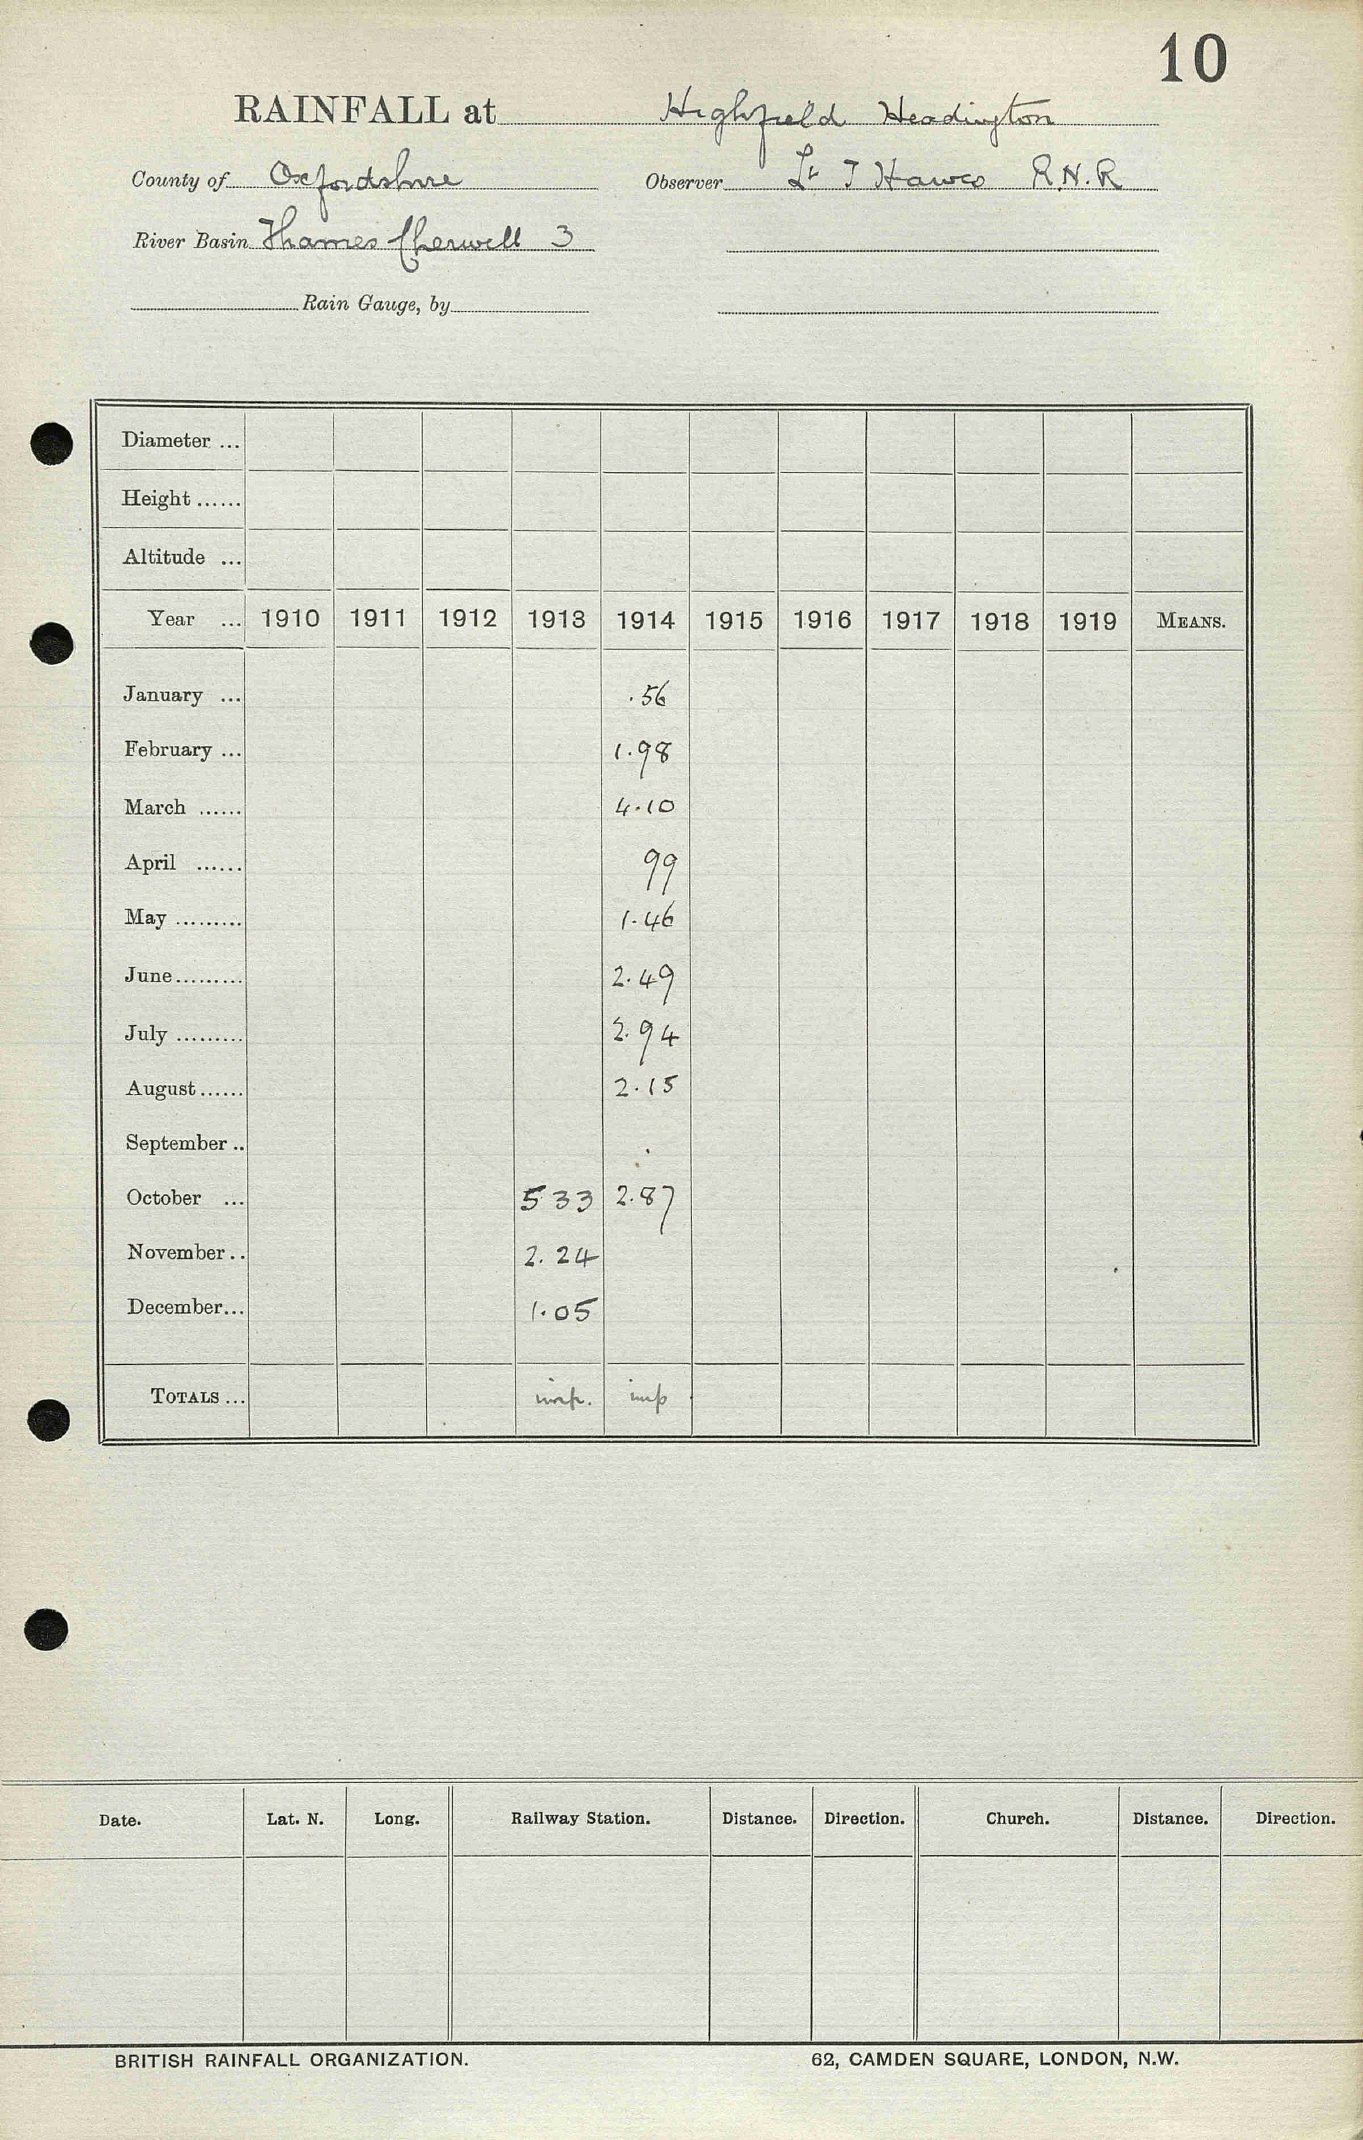 10
RAINFALL at Highfield Headington
County of Oxfordshire Observer Lt J Hawes R.N.R
River Basin Thames Cherwell 3
Rain Gauge, by
Diameter ...
Height ......
Altitude ...
Year ... 1910 1911 1912 1913 1914 1915 1916 1917 1918 1919 MEANS.
January ... .56
February ... 1.98
March ...... 4.10
April ...... 99
May ......... 1.46
June......... 2.49
July ......... 2.94
August ...... 2.15
September ..
October ... 5 33 2.87
November .. 2.24
December... 1.05
TOTALS ... imp. imp
Date. Lat. N. Long. Railway Station. Distance. Direction. Church. Distance. Direction.
BRITISH RAINFALL ORGANIZATION. 62, CAMDEN SQUARE, LONDON, N.W.